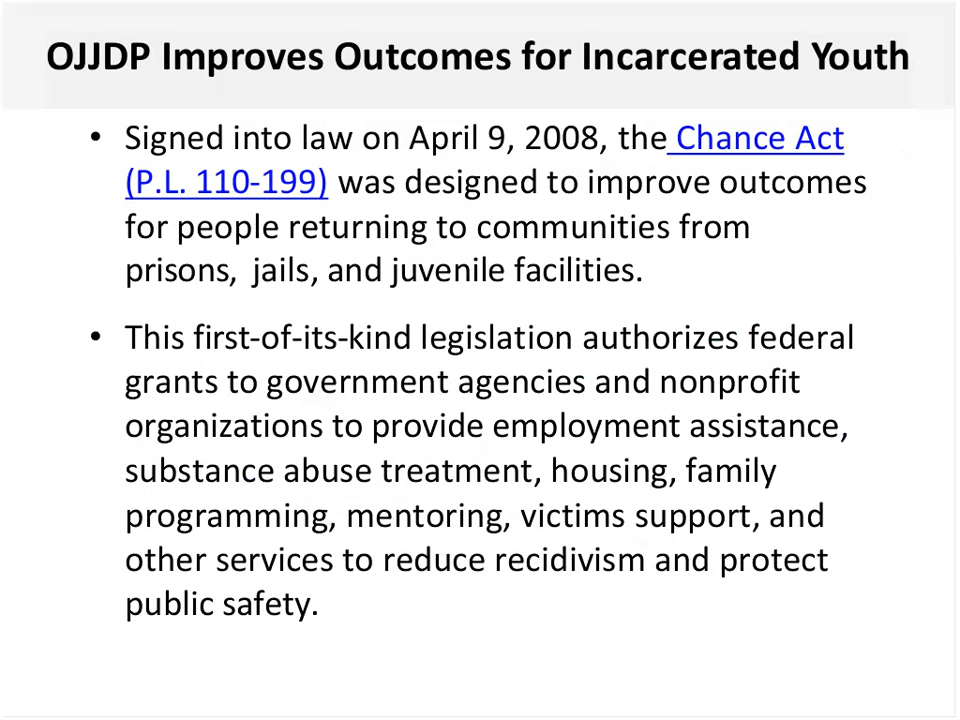 OJJDP Improves Outcomes for Incarcerated Youth
• Signed into law on April 9, 2008, the Chance Act
(P.L. 110-199) was designed to improve outcomes
for people returning to communities from
prisons, jails, and juvenile facilities.
• This first-of-its-kind legislation authorizes federal
grants to government agencies and nonprofit
organizations to provide employment assistance,
substance abuse treatment, housing, family
programming, mentoring, victims support, and
other services to reduce recidivism and protect
public safety.